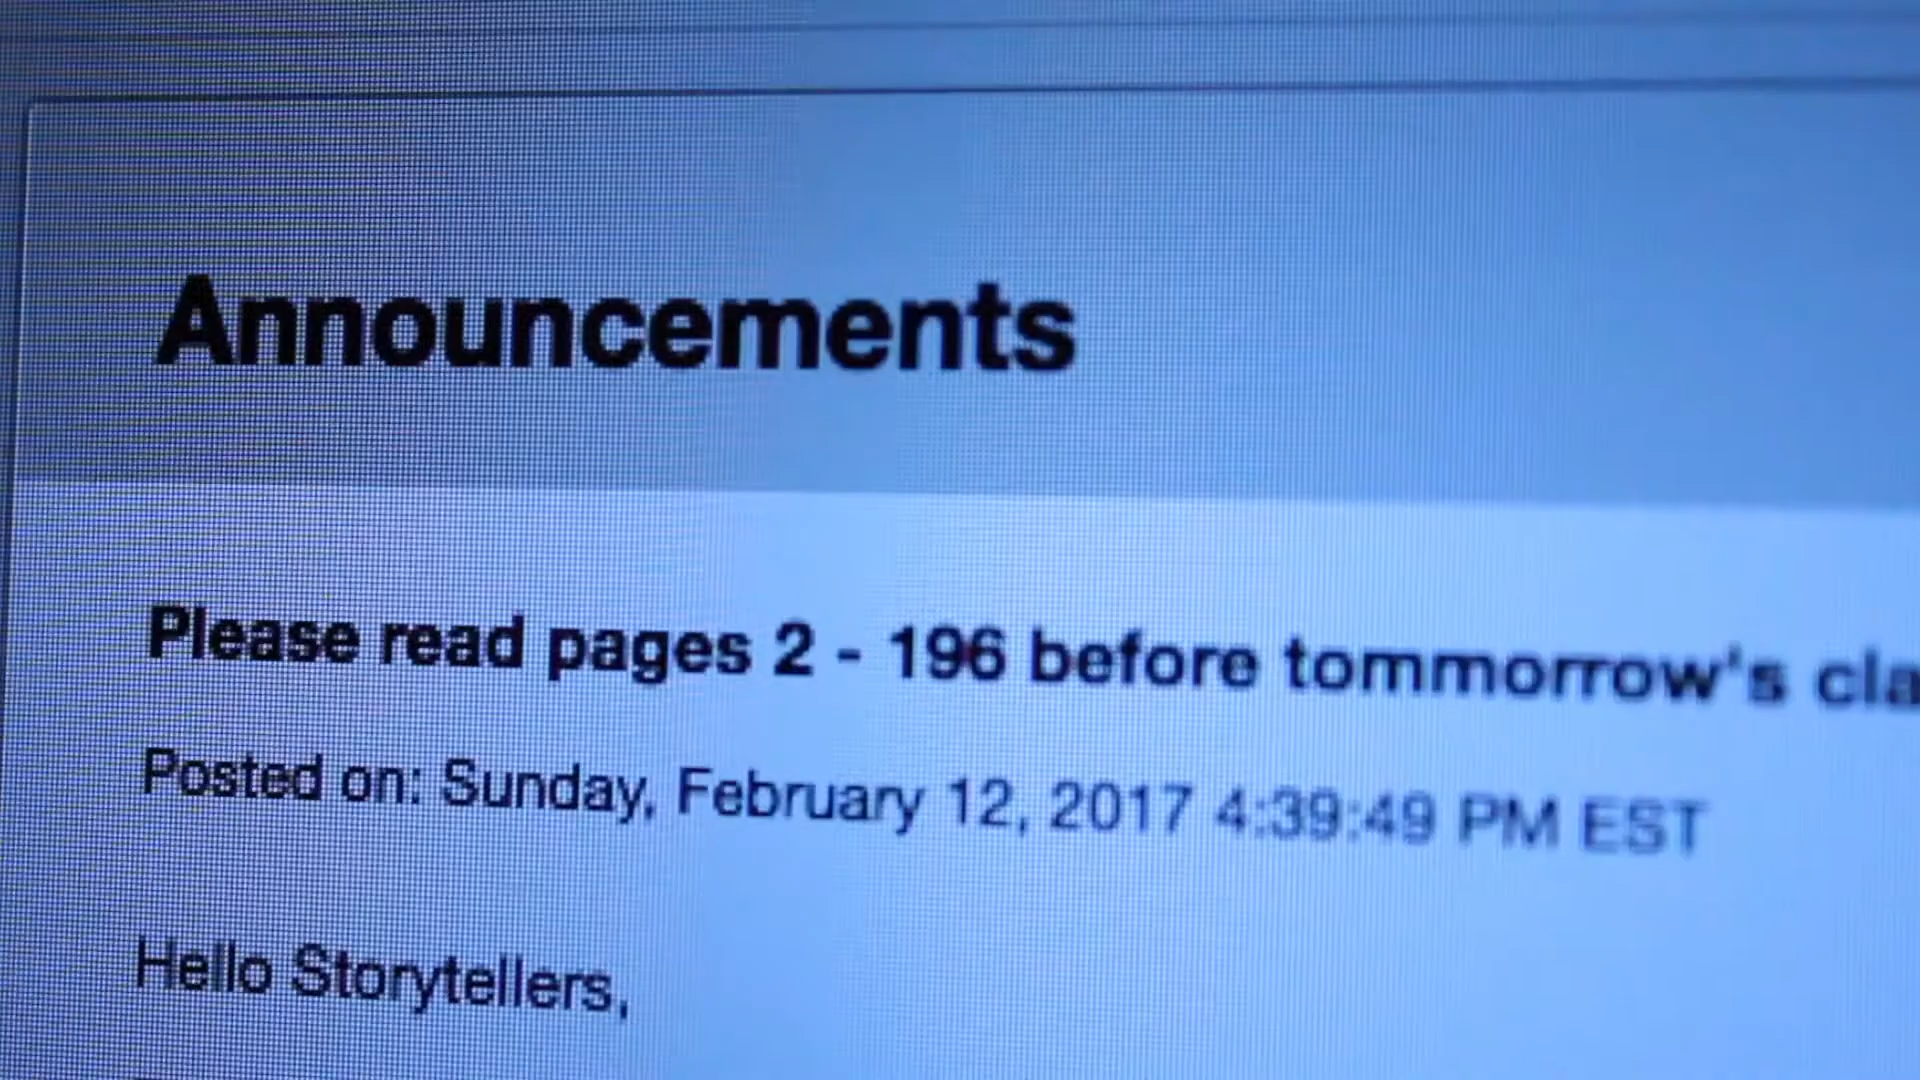 Announcements
Please read pages 2 - 196 before tommorrow's cla
Posted on: Sunday, February 12, 2017 4:39:49 PM EST
Hello Storytellers,